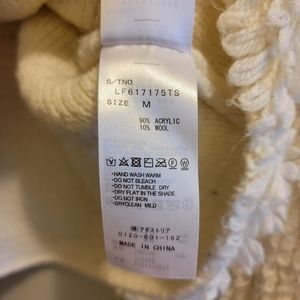 S/TNO.
LF617175TS
SIZE M
90% ACRYLIC
10% WOOL
・HAND WASH WARM
・DO NOT BLEACH
・DO NOT TUMBLE DRY
・DRY FLAT IN THE SHADE
・DO NOT IRON
・DRYCLEAN MILD
㈱アダストリア
0120-601-162
MADE IN CHINA